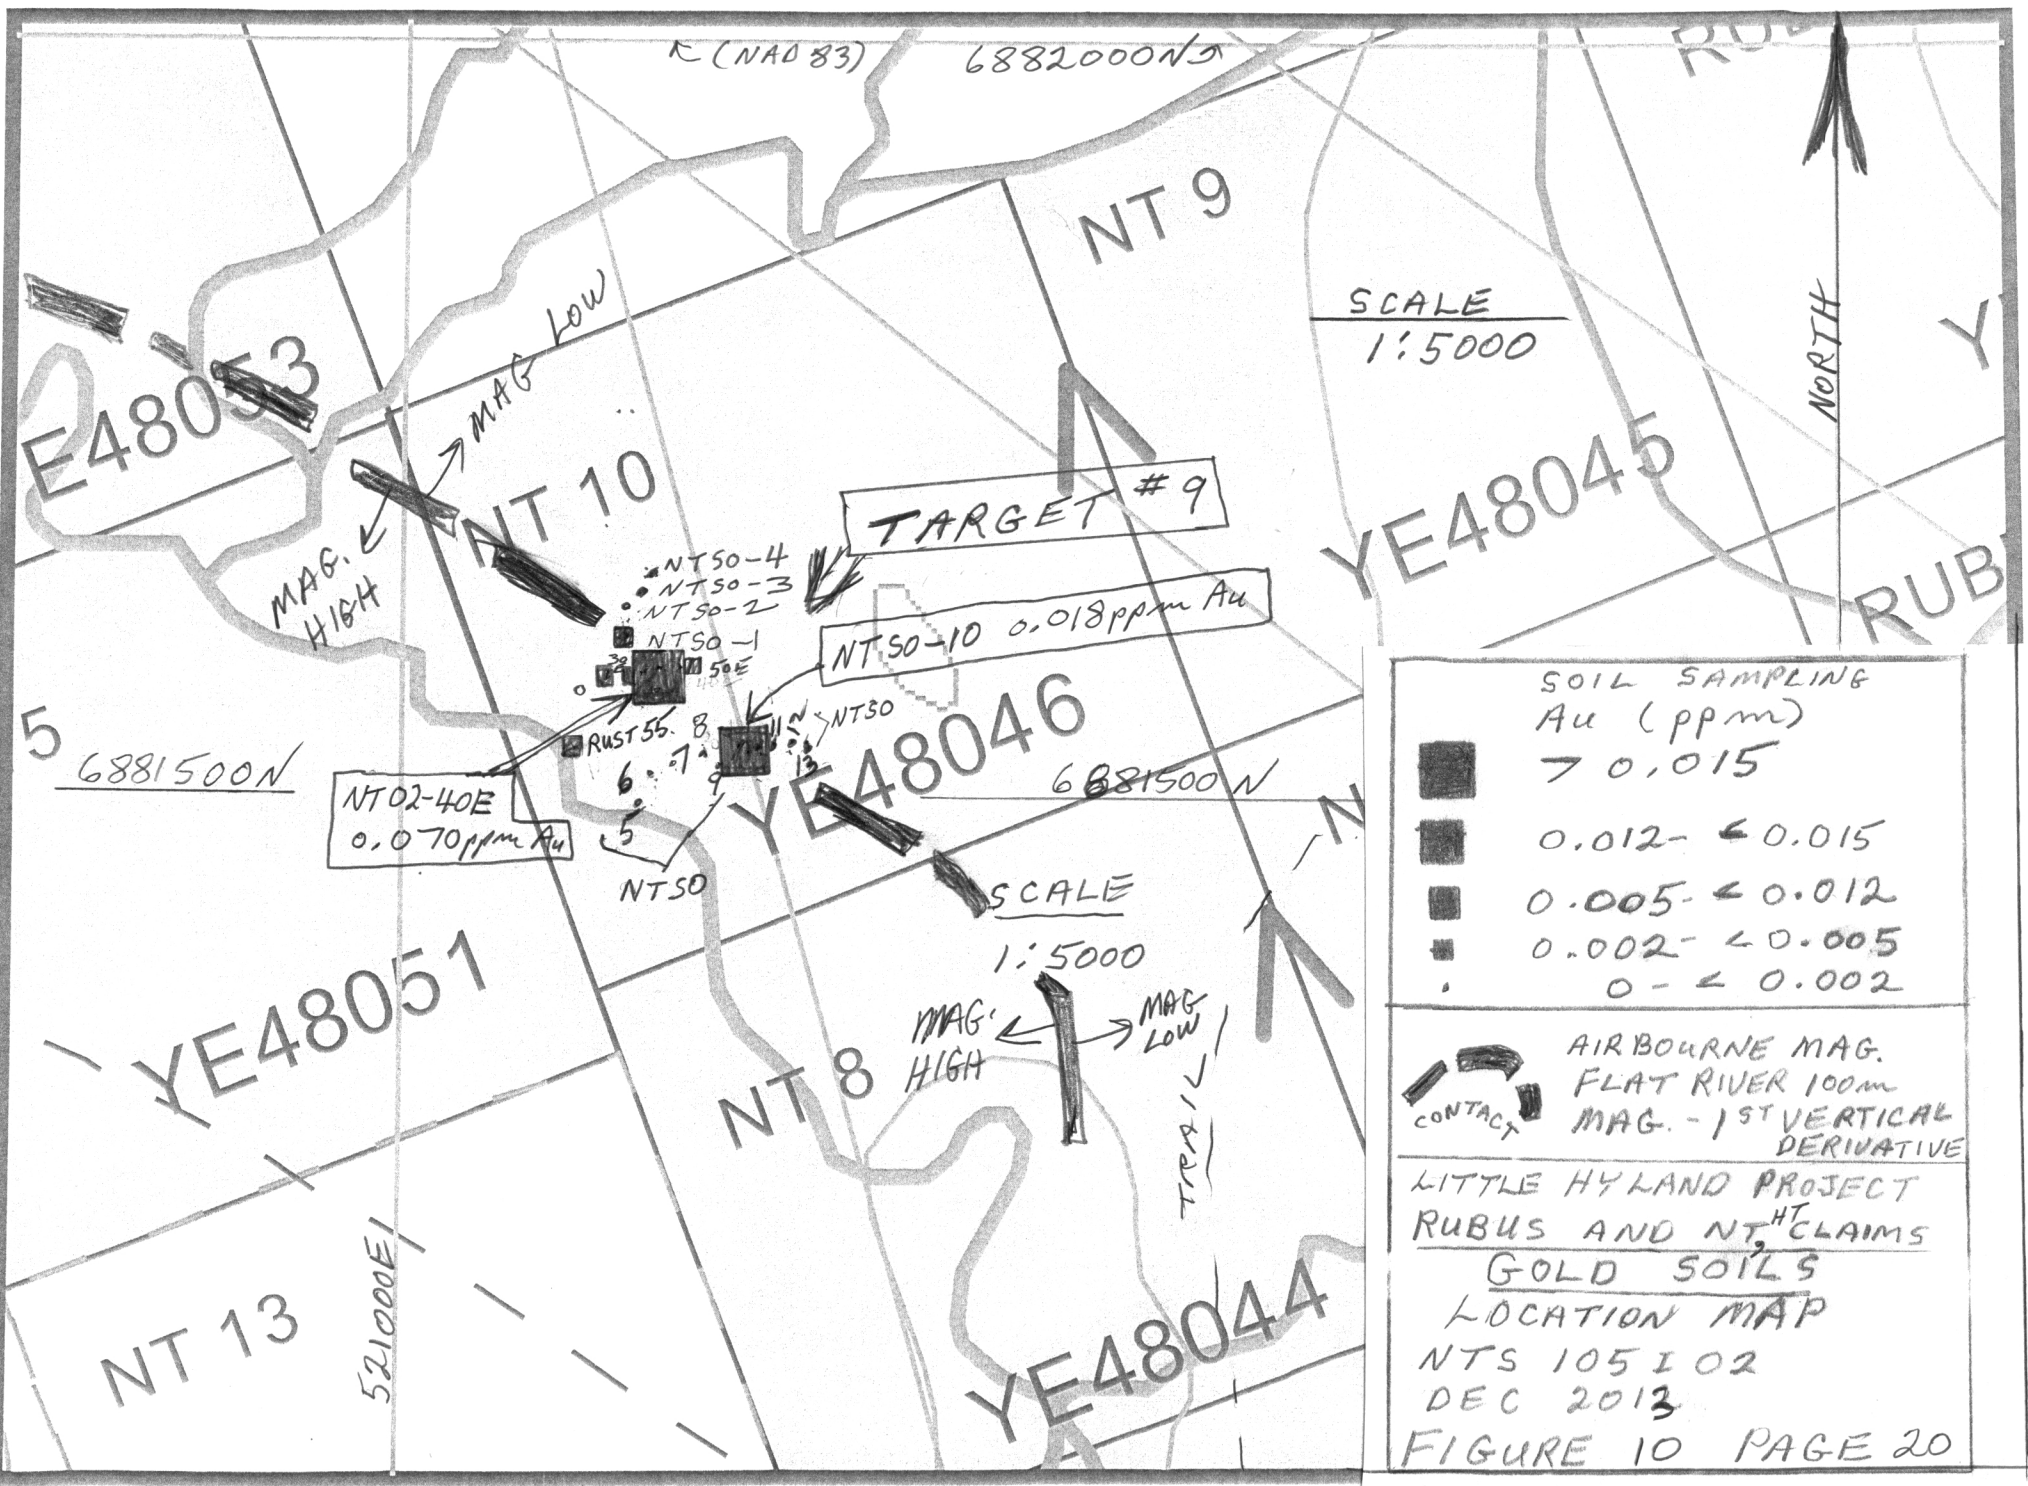 (NAD 83)
6882000N
NT 9
SCALE
1:5000
NORTH
E48053
MAG LOW
NT 10
MAG.
HIGH
YE48045
TARGET #9
NTSO-4
NTSO-3
NTSO-2
NTSO-1
50E
NTSO-10 0.018ppm Au
RUST 55
8
7
6
5
9
11
12
13
NTSO
NTSO
YE48046
5
6881500N
6881500N
NT02-40E
0.070ppm Au
RUB
SCALE
1:5000
MAG.
HIGH
MAG
LOW
TRAIL
YE48051
NT 8
NT 13
521000E
YE48044
SOIL SAMPLING
Au (ppm)
> 0.015
0.012- < 0.015
0.005- < 0.012
0.002- < 0.005
0 - < 0.002
CONTACT
AIRBOURNE MAG.
FLAT RIVER 100m
MAG. - 1ST VERTICAL
DERIVATIVE
LITTLE HYLAND PROJECT
RUBUS AND NT, HT CLAIMS
GOLD SOILS
LOCATION MAP
NTS 105 I 02
DEC 2013
FIGURE 10 PAGE 20